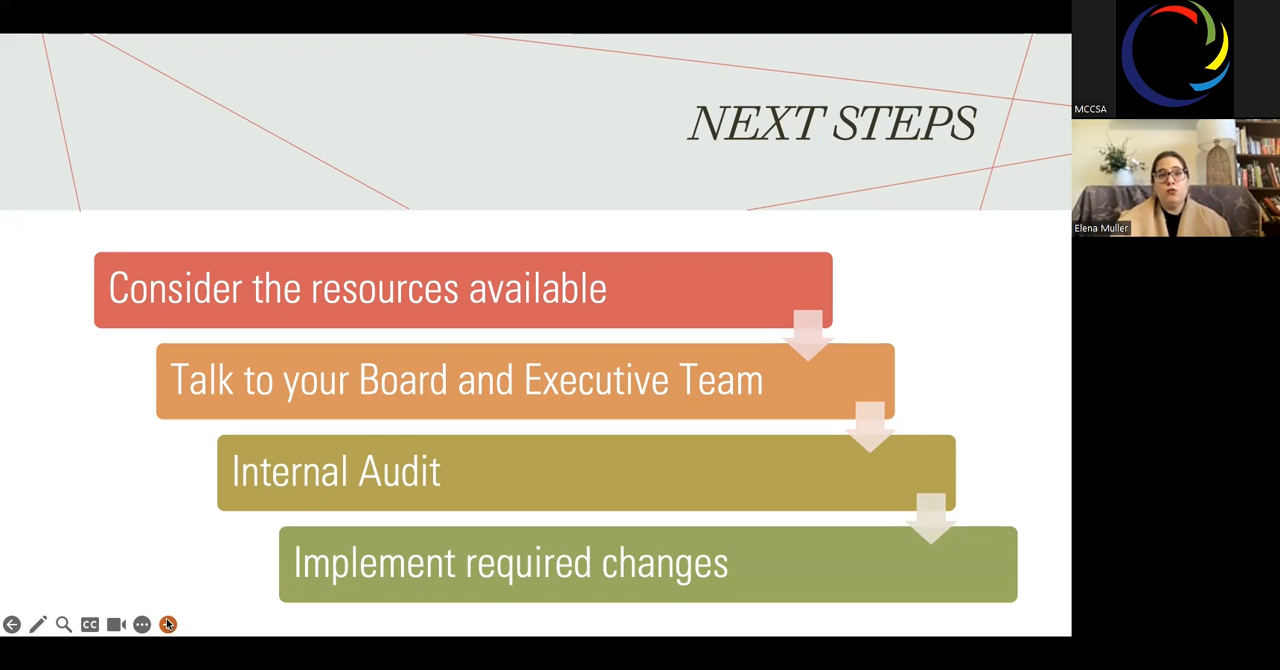 NEXT STEPS
Consider the resources available
Talk to your Board and Executive Team
Internal Audit
Implement required changes
CC
MCCSA
Elena Muller